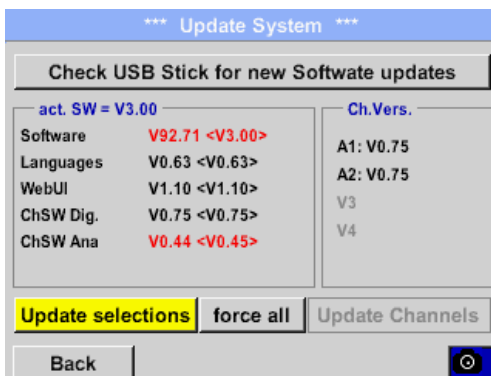 *** Update System ***
Check USB Stick for new Softwate updates
act. SW = V3.00
Software V92.71 <V3.00>
Languages V0.63 <V0.63>
WebUI V1.10 <V1.10>
ChSW Dig. V0.75 <V0.75>
ChSW Ana V0.44 <V0.45>
Ch.Vers.
A1: V0.75
A2: V0.75
V3
V4
Update selections force all Update Channels
Back